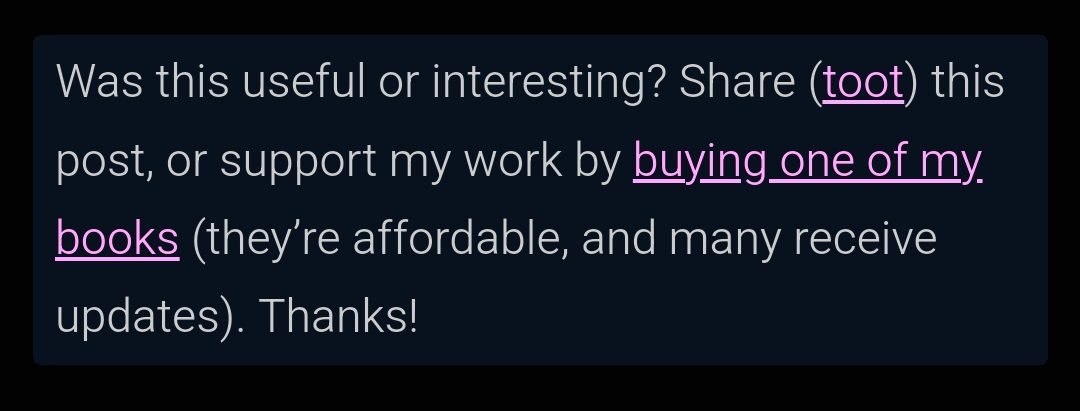 Was this useful or interesting? Share (toot) this
post, or support my work by buying one of my
books (they’re affordable, and many receive
updates). Thanks!